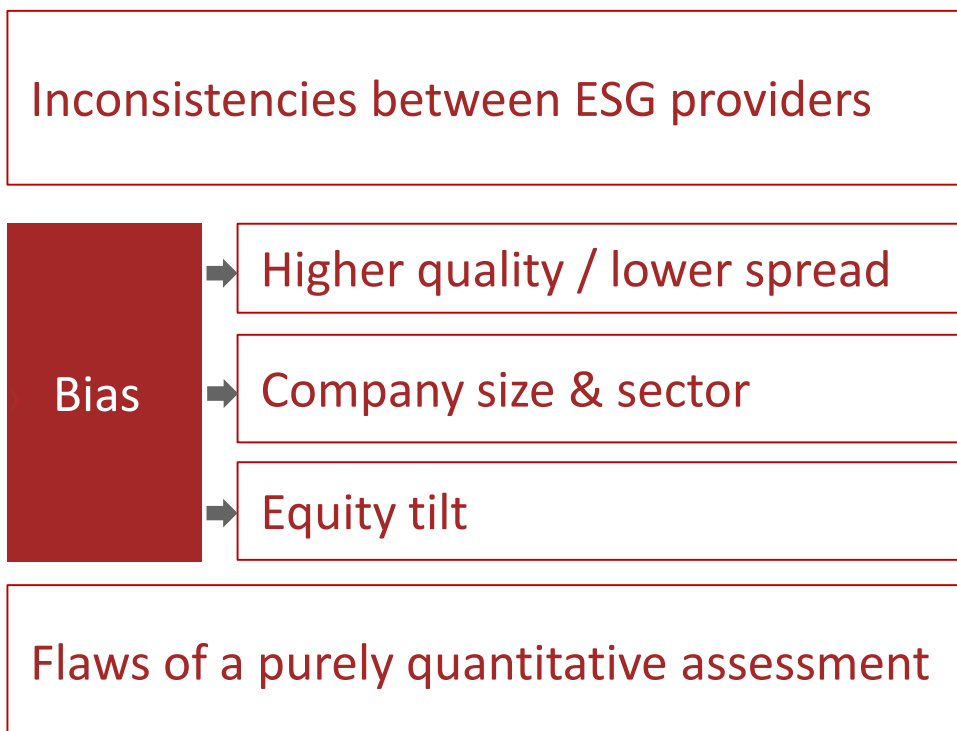 Inconsistencies between ESG providers
Bias
Higher quality / lower spread
Company size & sector
Equity tilt
Flaws of a purely quantitative assessment